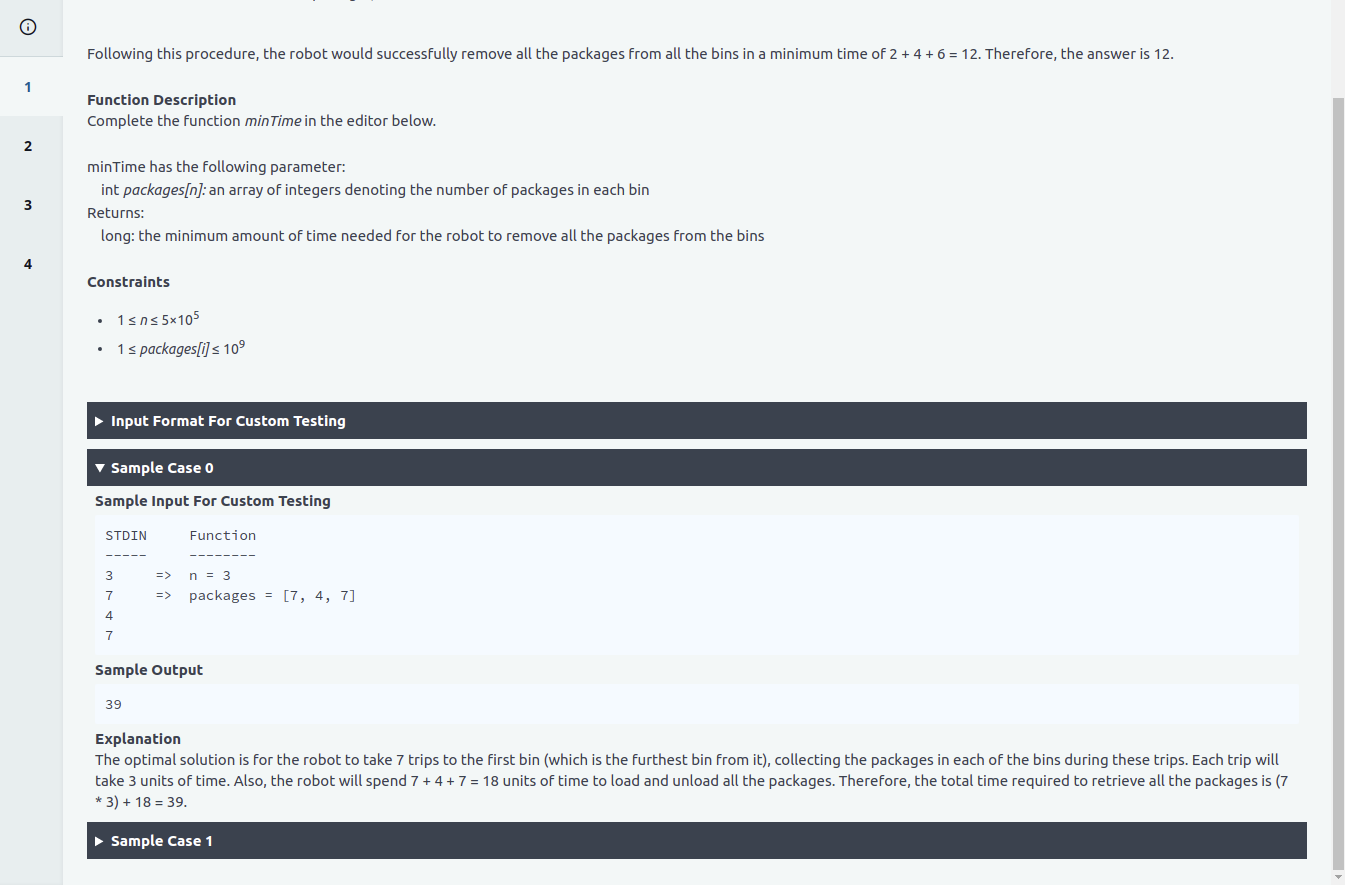 Following this procedure, the robot would successfully remove all the packages from all the bins in a minimum time of 2 + 4 + 6 = 12. Therefore, the answer is 12.
1
Function Description
Complete the function minTime in the editor below.
2
minTime has the following parameter:
int packages[n]: an array of integers denoting the number of packages in each bin
3
Returns:
long: the minimum amount of time needed for the robot to remove all the packages from the bins
4
Constraints
• 1 ≤ n ≤ 5×10⁵
• 1 ≤ packages[i] ≤ 10⁹
▶ Input Format For Custom Testing
▼ Sample Case 0
Sample Input For Custom Testing
STDIN     Function
-----     --------
3     =>  n = 3
7     =>  packages = [7, 4, 7]
4
7
Sample Output
39
Explanation
The optimal solution is for the robot to take 7 trips to the first bin (which is the furthest bin from it), collecting the packages in each of the bins during these trips. Each trip will
take 3 units of time. Also, the robot will spend 7 + 4 + 7 = 18 units of time to load and unload all the packages. Therefore, the total time required to retrieve all the packages is (7
* 3) + 18 = 39.
▶ Sample Case 1